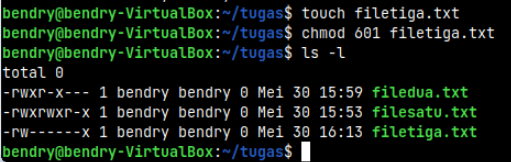 bendry@bendry-VirtualBox:~/tugas$ touch filetiga.txt
bendry@bendry-VirtualBox:~/tugas$ chmod 601 filetiga.txt
bendry@bendry-VirtualBox:~/tugas$ ls -l
total 0
-rwxr-x--- 1 bendry bendry 0 Mei 30 15:59 filedua.txt
-rwxrwxr-x 1 bendry bendry 0 Mei 30 15:53 filesatu.txt
-rw------x 1 bendry bendry 0 Mei 30 16:13 filetiga.txt
bendry@bendry-VirtualBox:~/tugas$